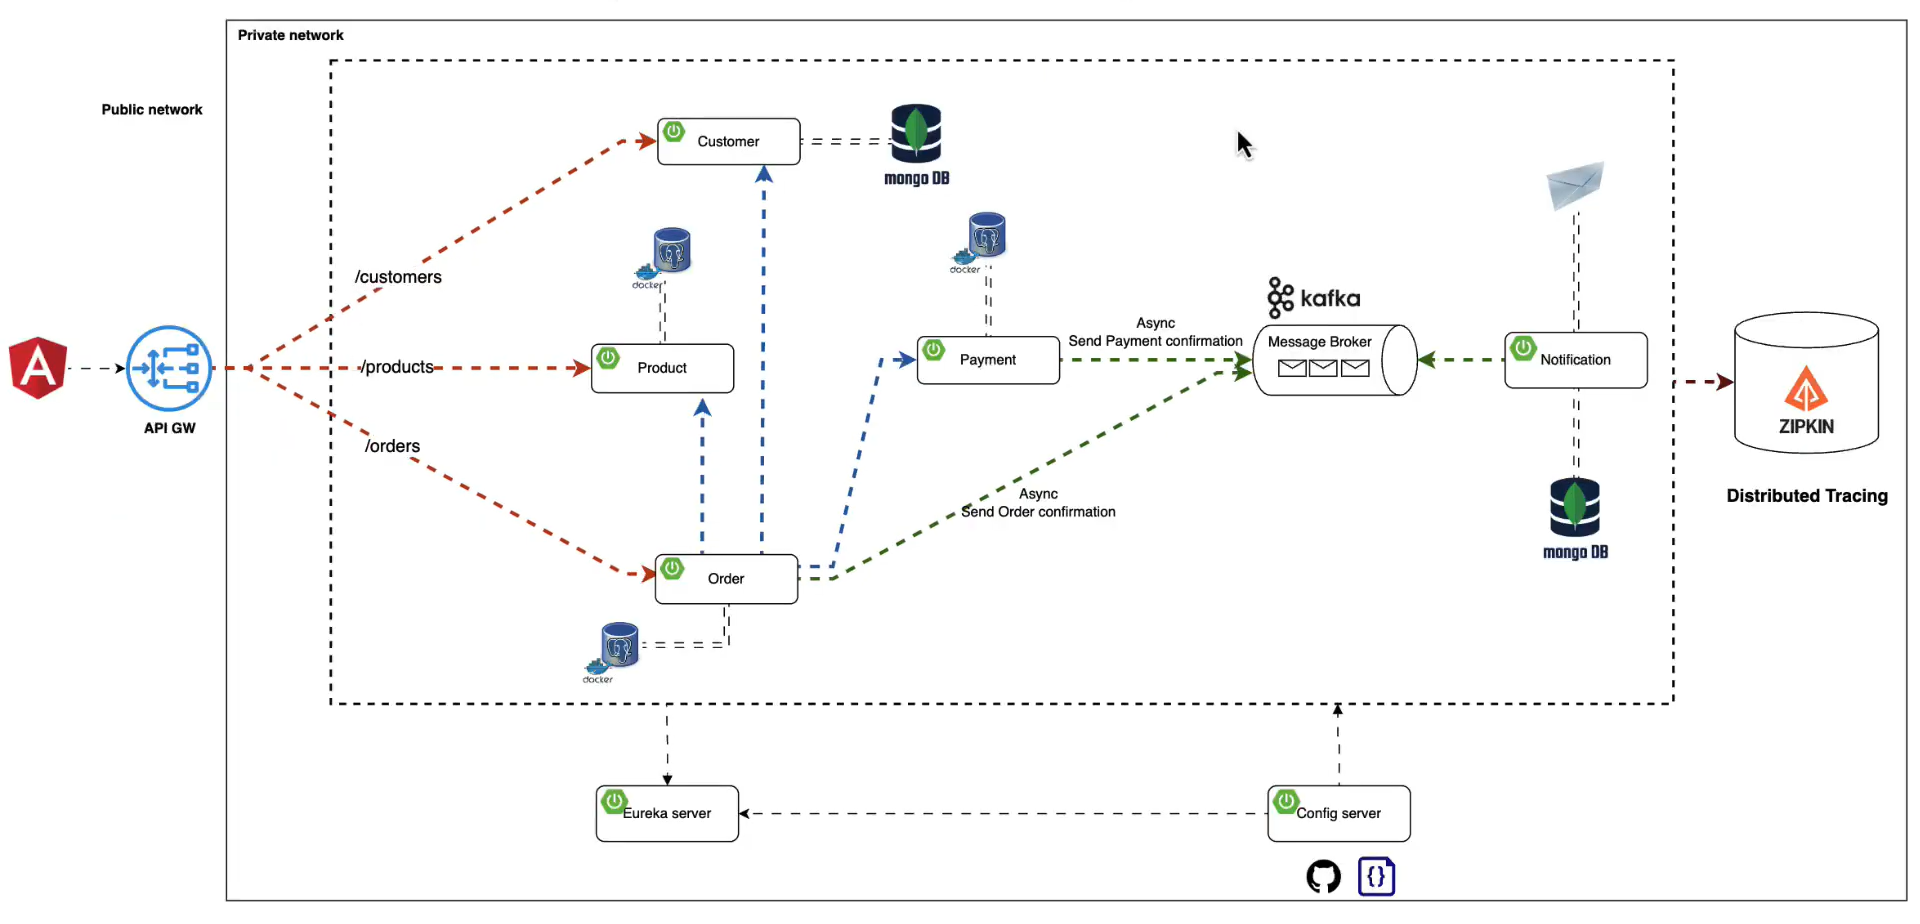 Private network
Public network
Customer
mongo DB
docker
docker
/customers
kafka
Async
Send Payment confirmation
Message Broker
Product
Payment
Notification
/products
API GW
/orders
ZIPKIN
Distributed Tracing
Async
Send Order confirmation
mongo DB
Order
docker
Eureka server
Config server
{}